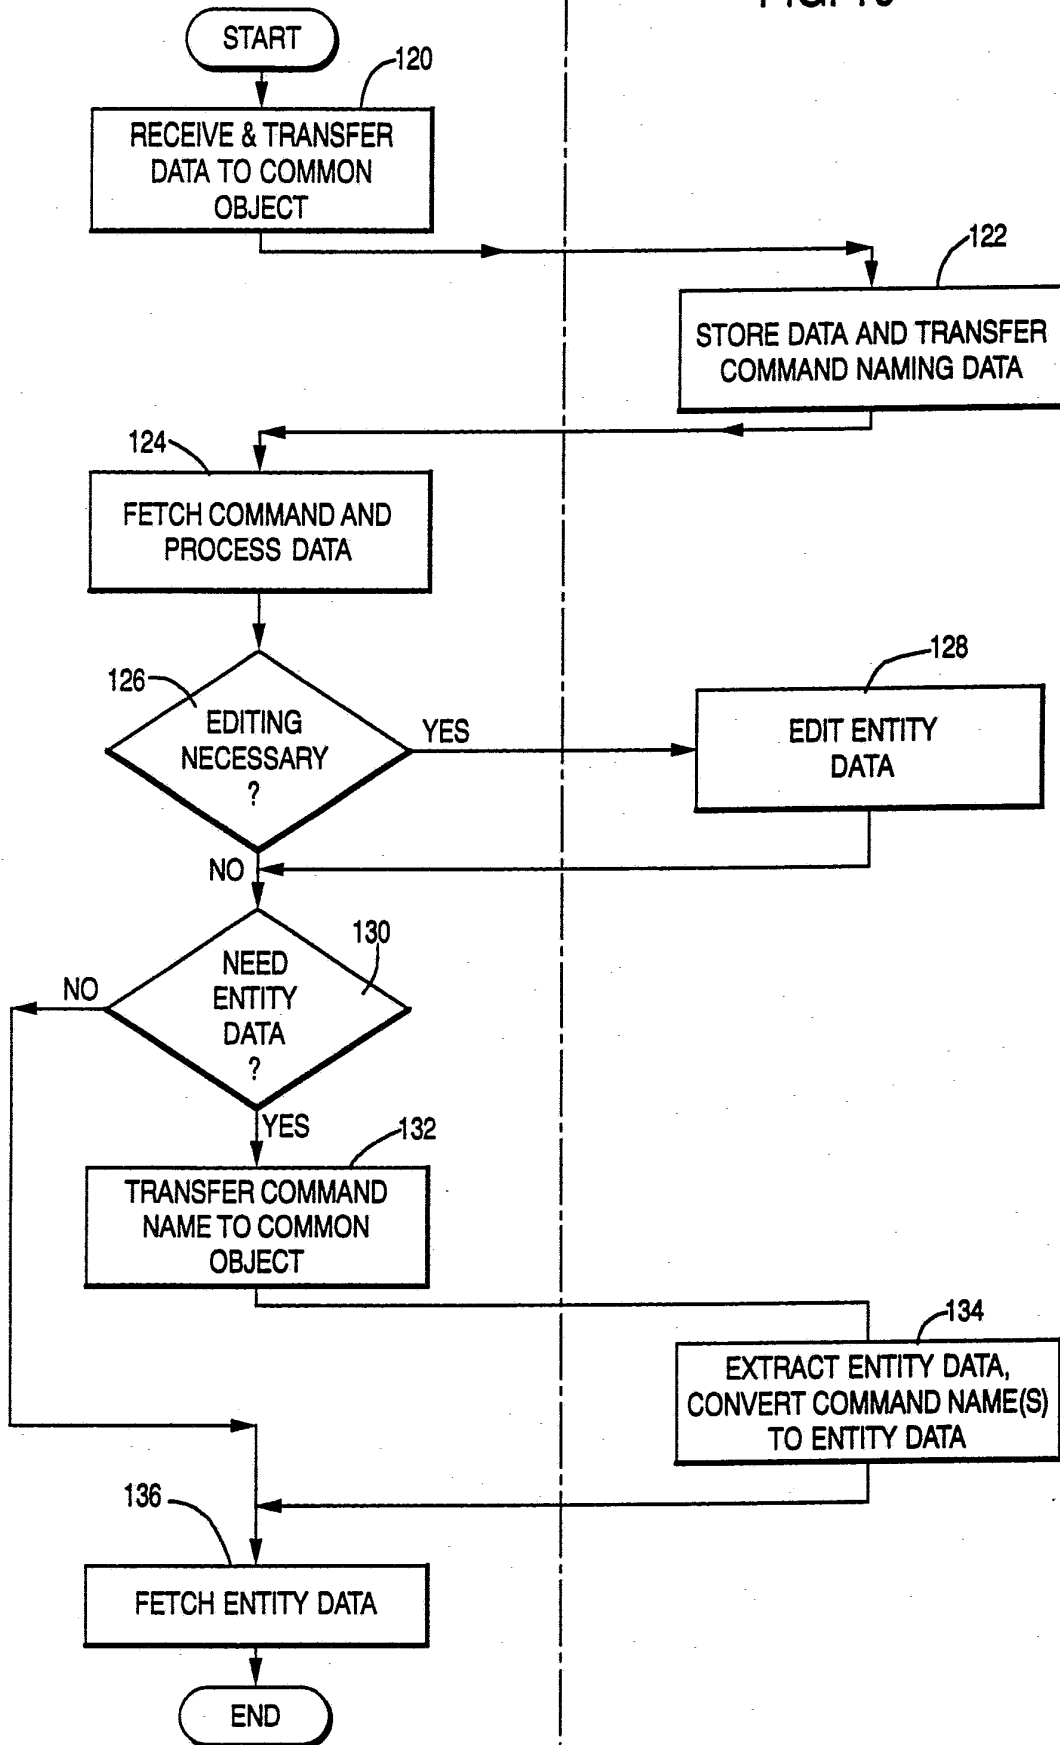 START
120
RECEIVE & TRANSFER
DATA TO COMMON
OBJECT
122
STORE DATA AND TRANSFER
COMMAND NAMING DATA
124
FETCH COMMAND AND
PROCESS DATA
126
EDITING
NECESSARY
?
YES
128
EDIT ENTITY
DATA
NO
130
NEED
ENTITY
DATA
?
NO
YES
132
TRANSFER COMMAND
NAME TO COMMON
OBJECT
134
EXTRACT ENTITY DATA,
CONVERT COMMAND NAME(S)
TO ENTITY DATA
136
FETCH ENTITY DATA
END